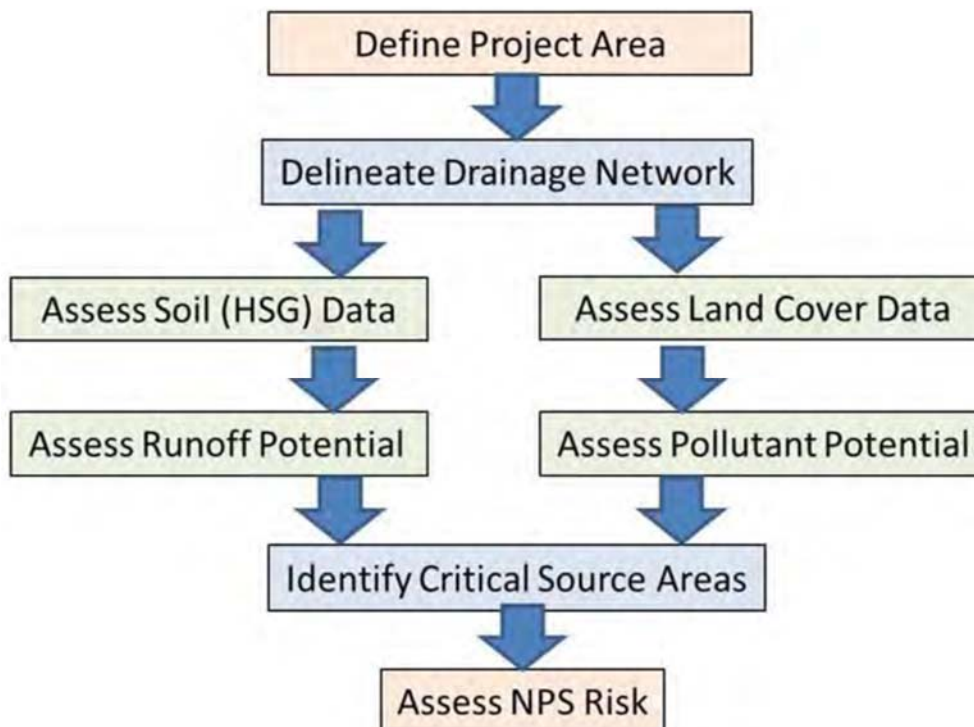 Define Project Area
Delineate Drainage Network
Assess Soil (HSG) Data
Assess Land Cover Data
Assess Runoff Potential
Assess Pollutant Potential
Identify Critical Source Areas
Assess NPS Risk